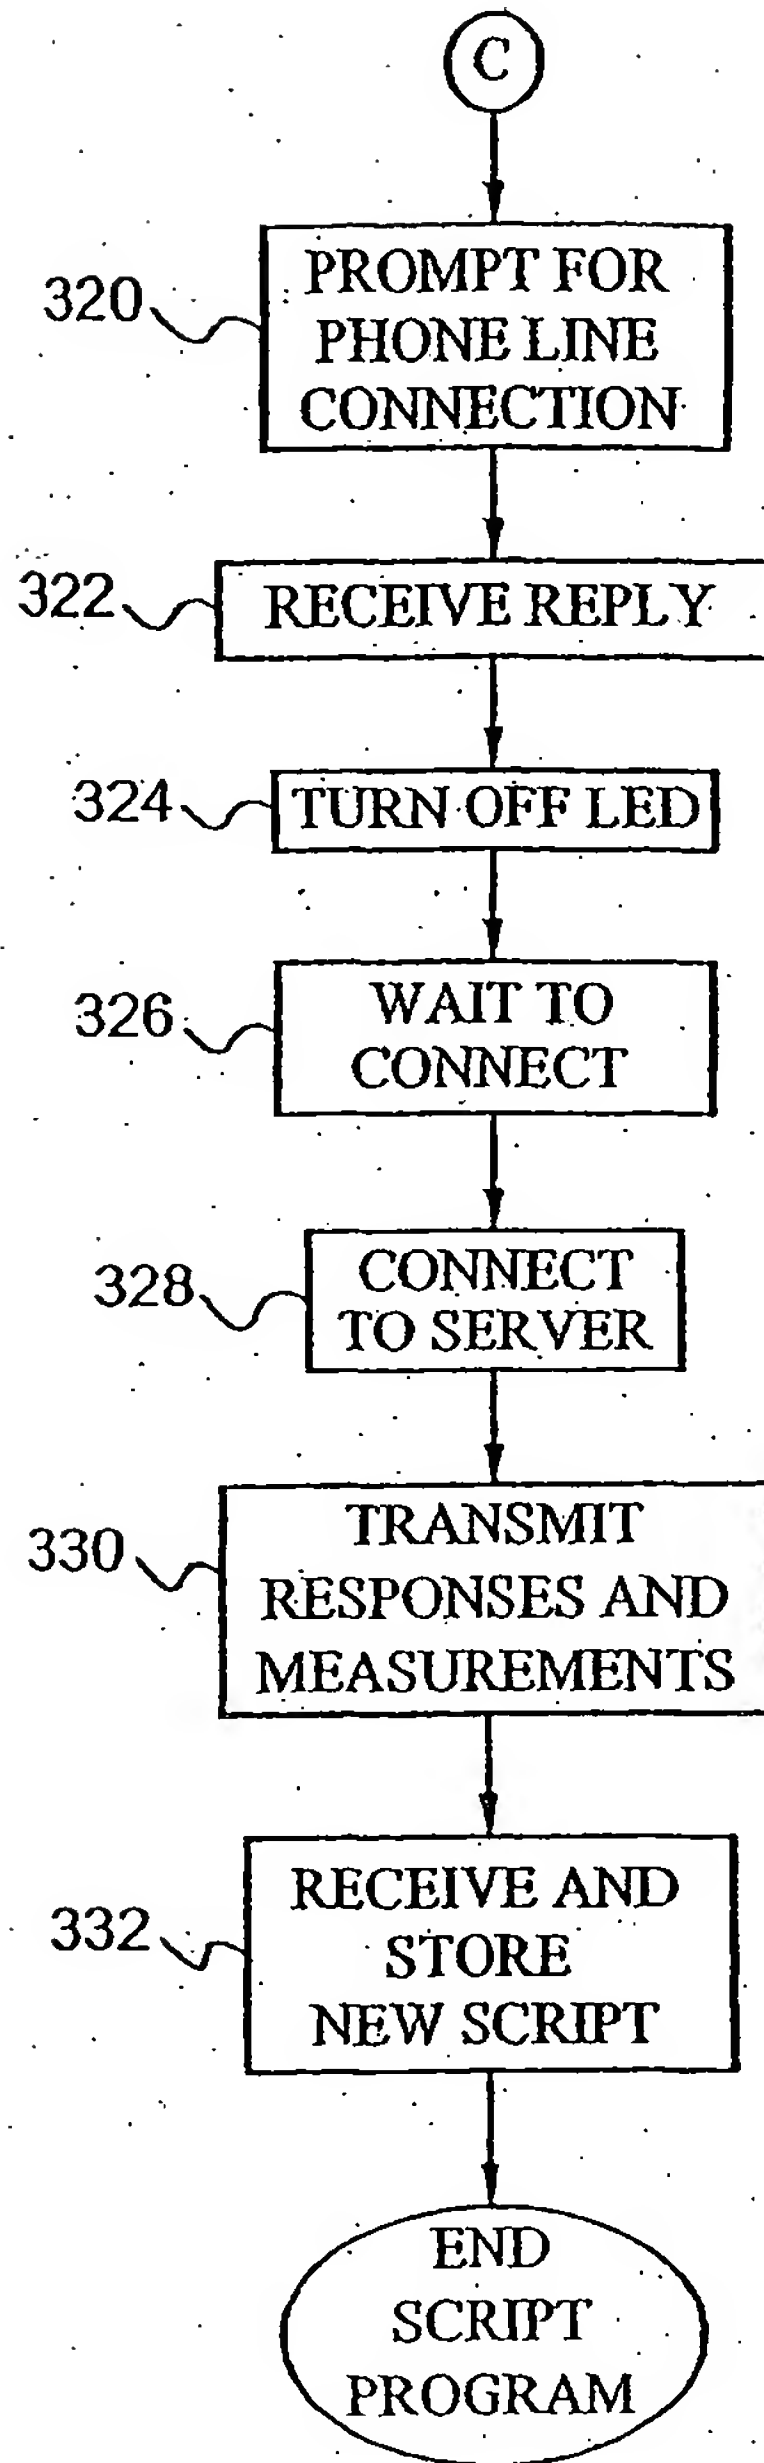 C
320
PROMPT FOR
PHONE LINE
CONNECTION
322
RECEIVE REPLY
324
TURN OFF LED
326
WAIT TO
CONNECT
328
CONNECT
TO SERVER
330
TRANSMIT
RESPONSES AND
MEASUREMENTS
332
RECEIVE AND
STORE
NEW SCRIPT
END
SCRIPT
PROGRAM